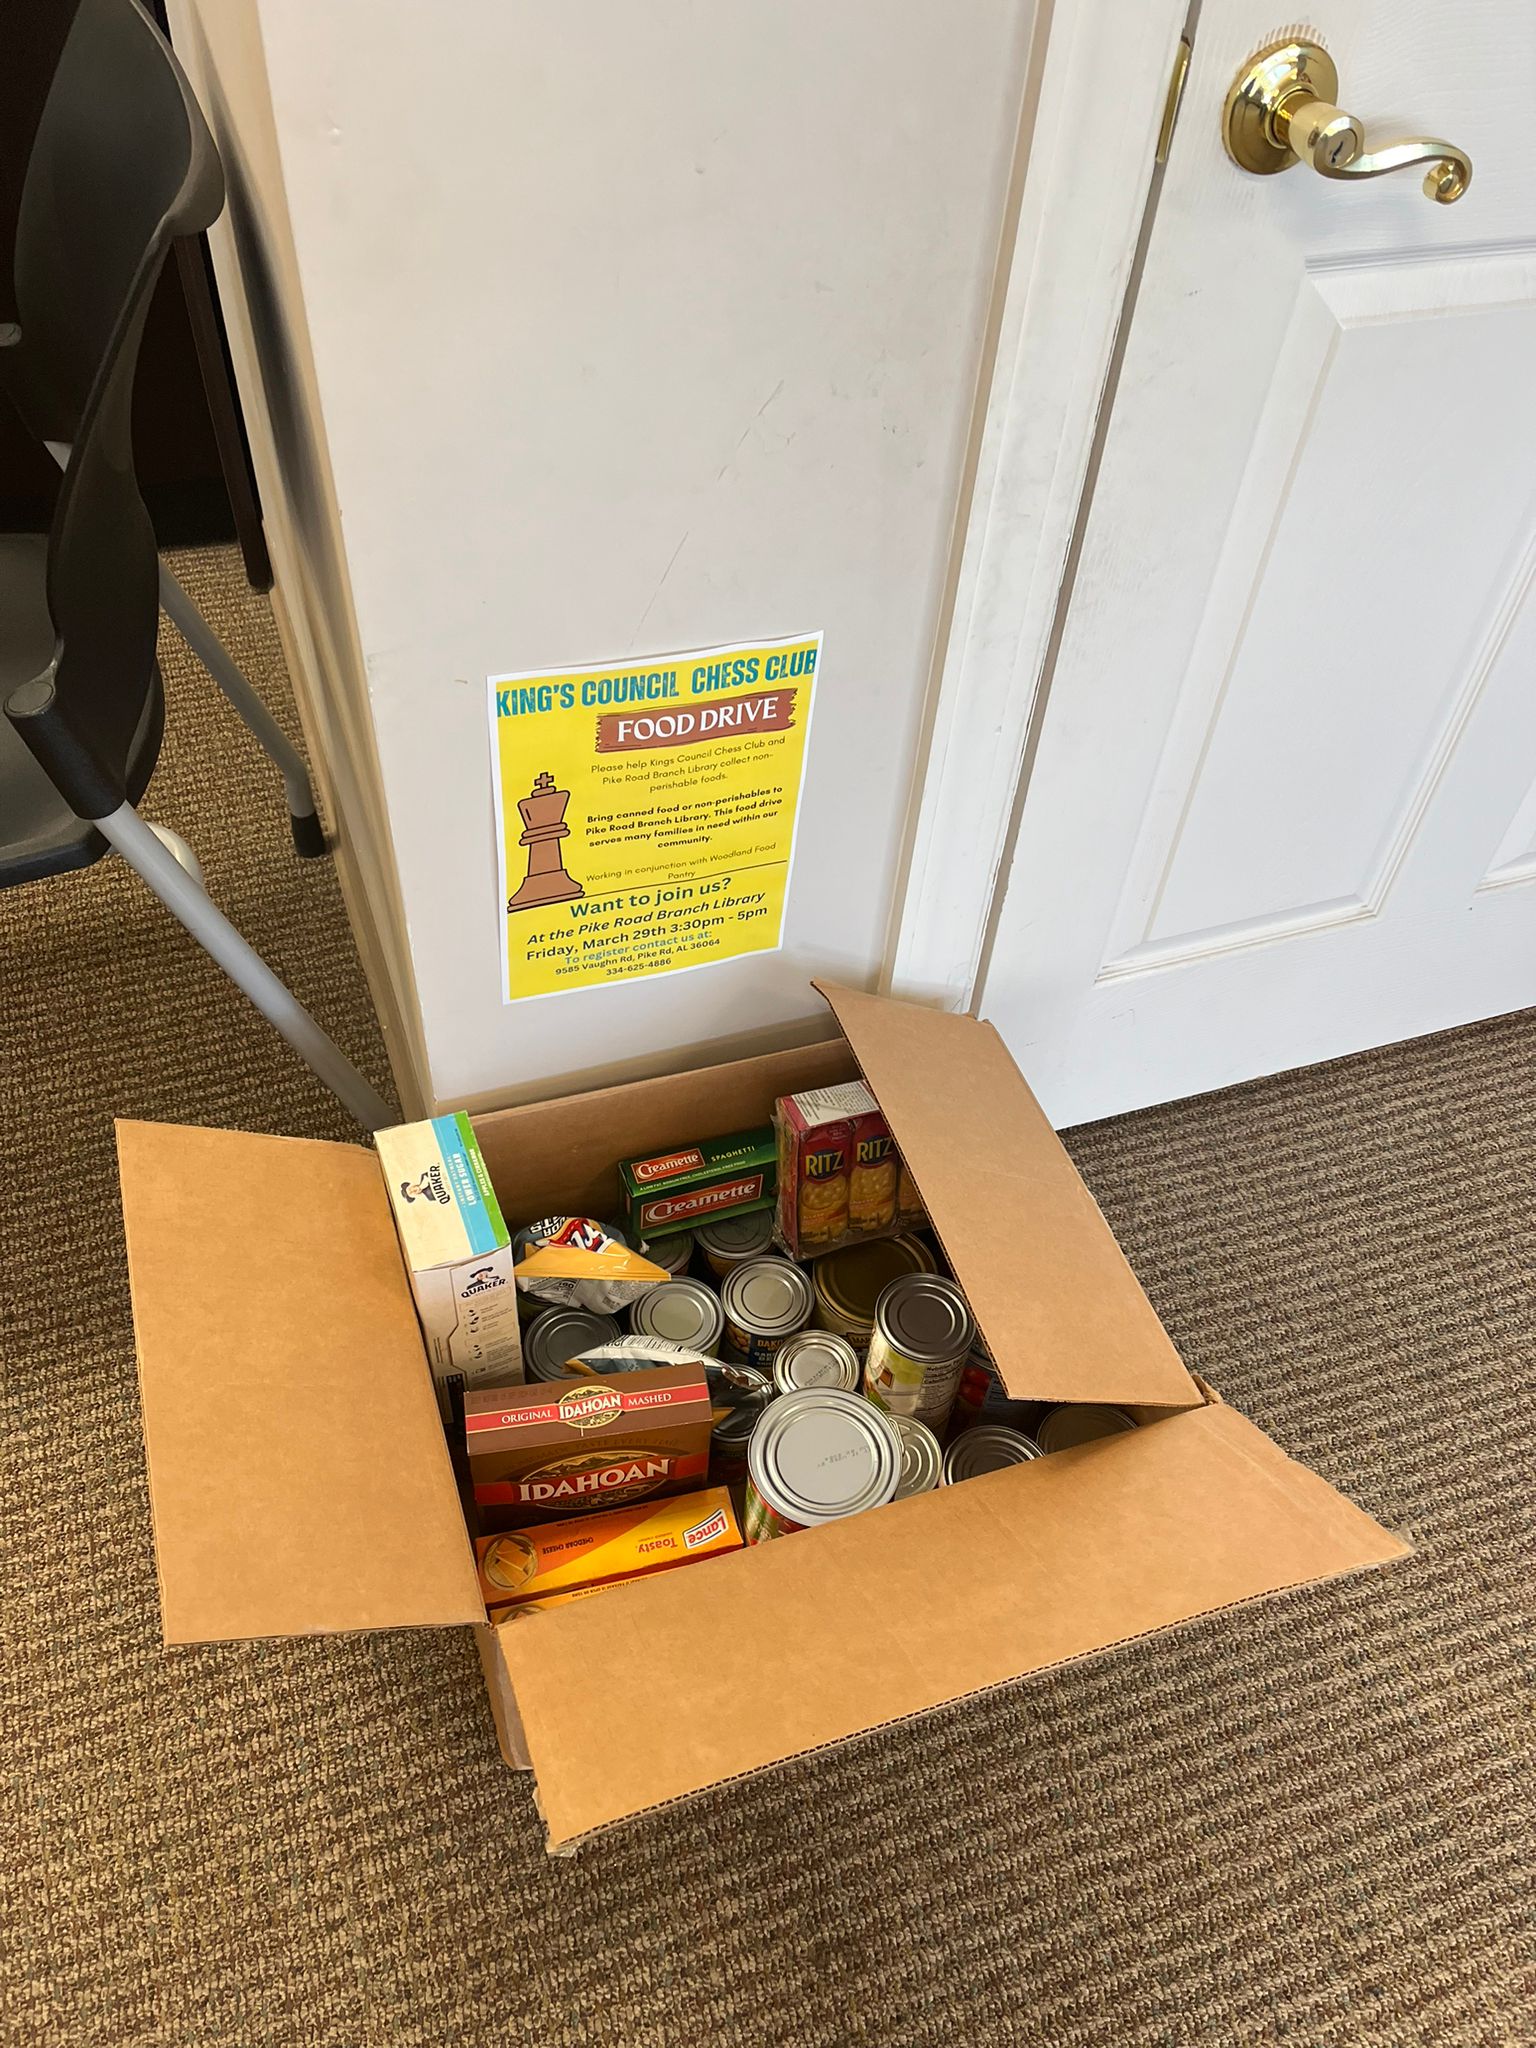 KING'S COUNCIL CHESS CLUB
FOOD DRIVE
Please help Kings Council Chess Club and
Pike Road Branch Library collect non-
perishable foods.
Bring canned food or non-perishables to
Pike Road Branch Library. This food drive
serves many families in need within our
community.
Working in conjunction with Woodland Food
Pantry
Want to join us?
At the Pike Road Branch Library
Friday, March 29th 3:30pm - 5pm
To register contact us at:
9585 Vaughn Rd, Pike Rd, AL 36064
334-625-4886
QUAKER
LOWER SUGAR
QUAKER
Creamette SPAGHETTI
Creamette
RITZ
RITZ
ORIGINAL IDAHOAN MASHED
IDAHOAN
Lance
Toasty
CHEDDAR CHEESE